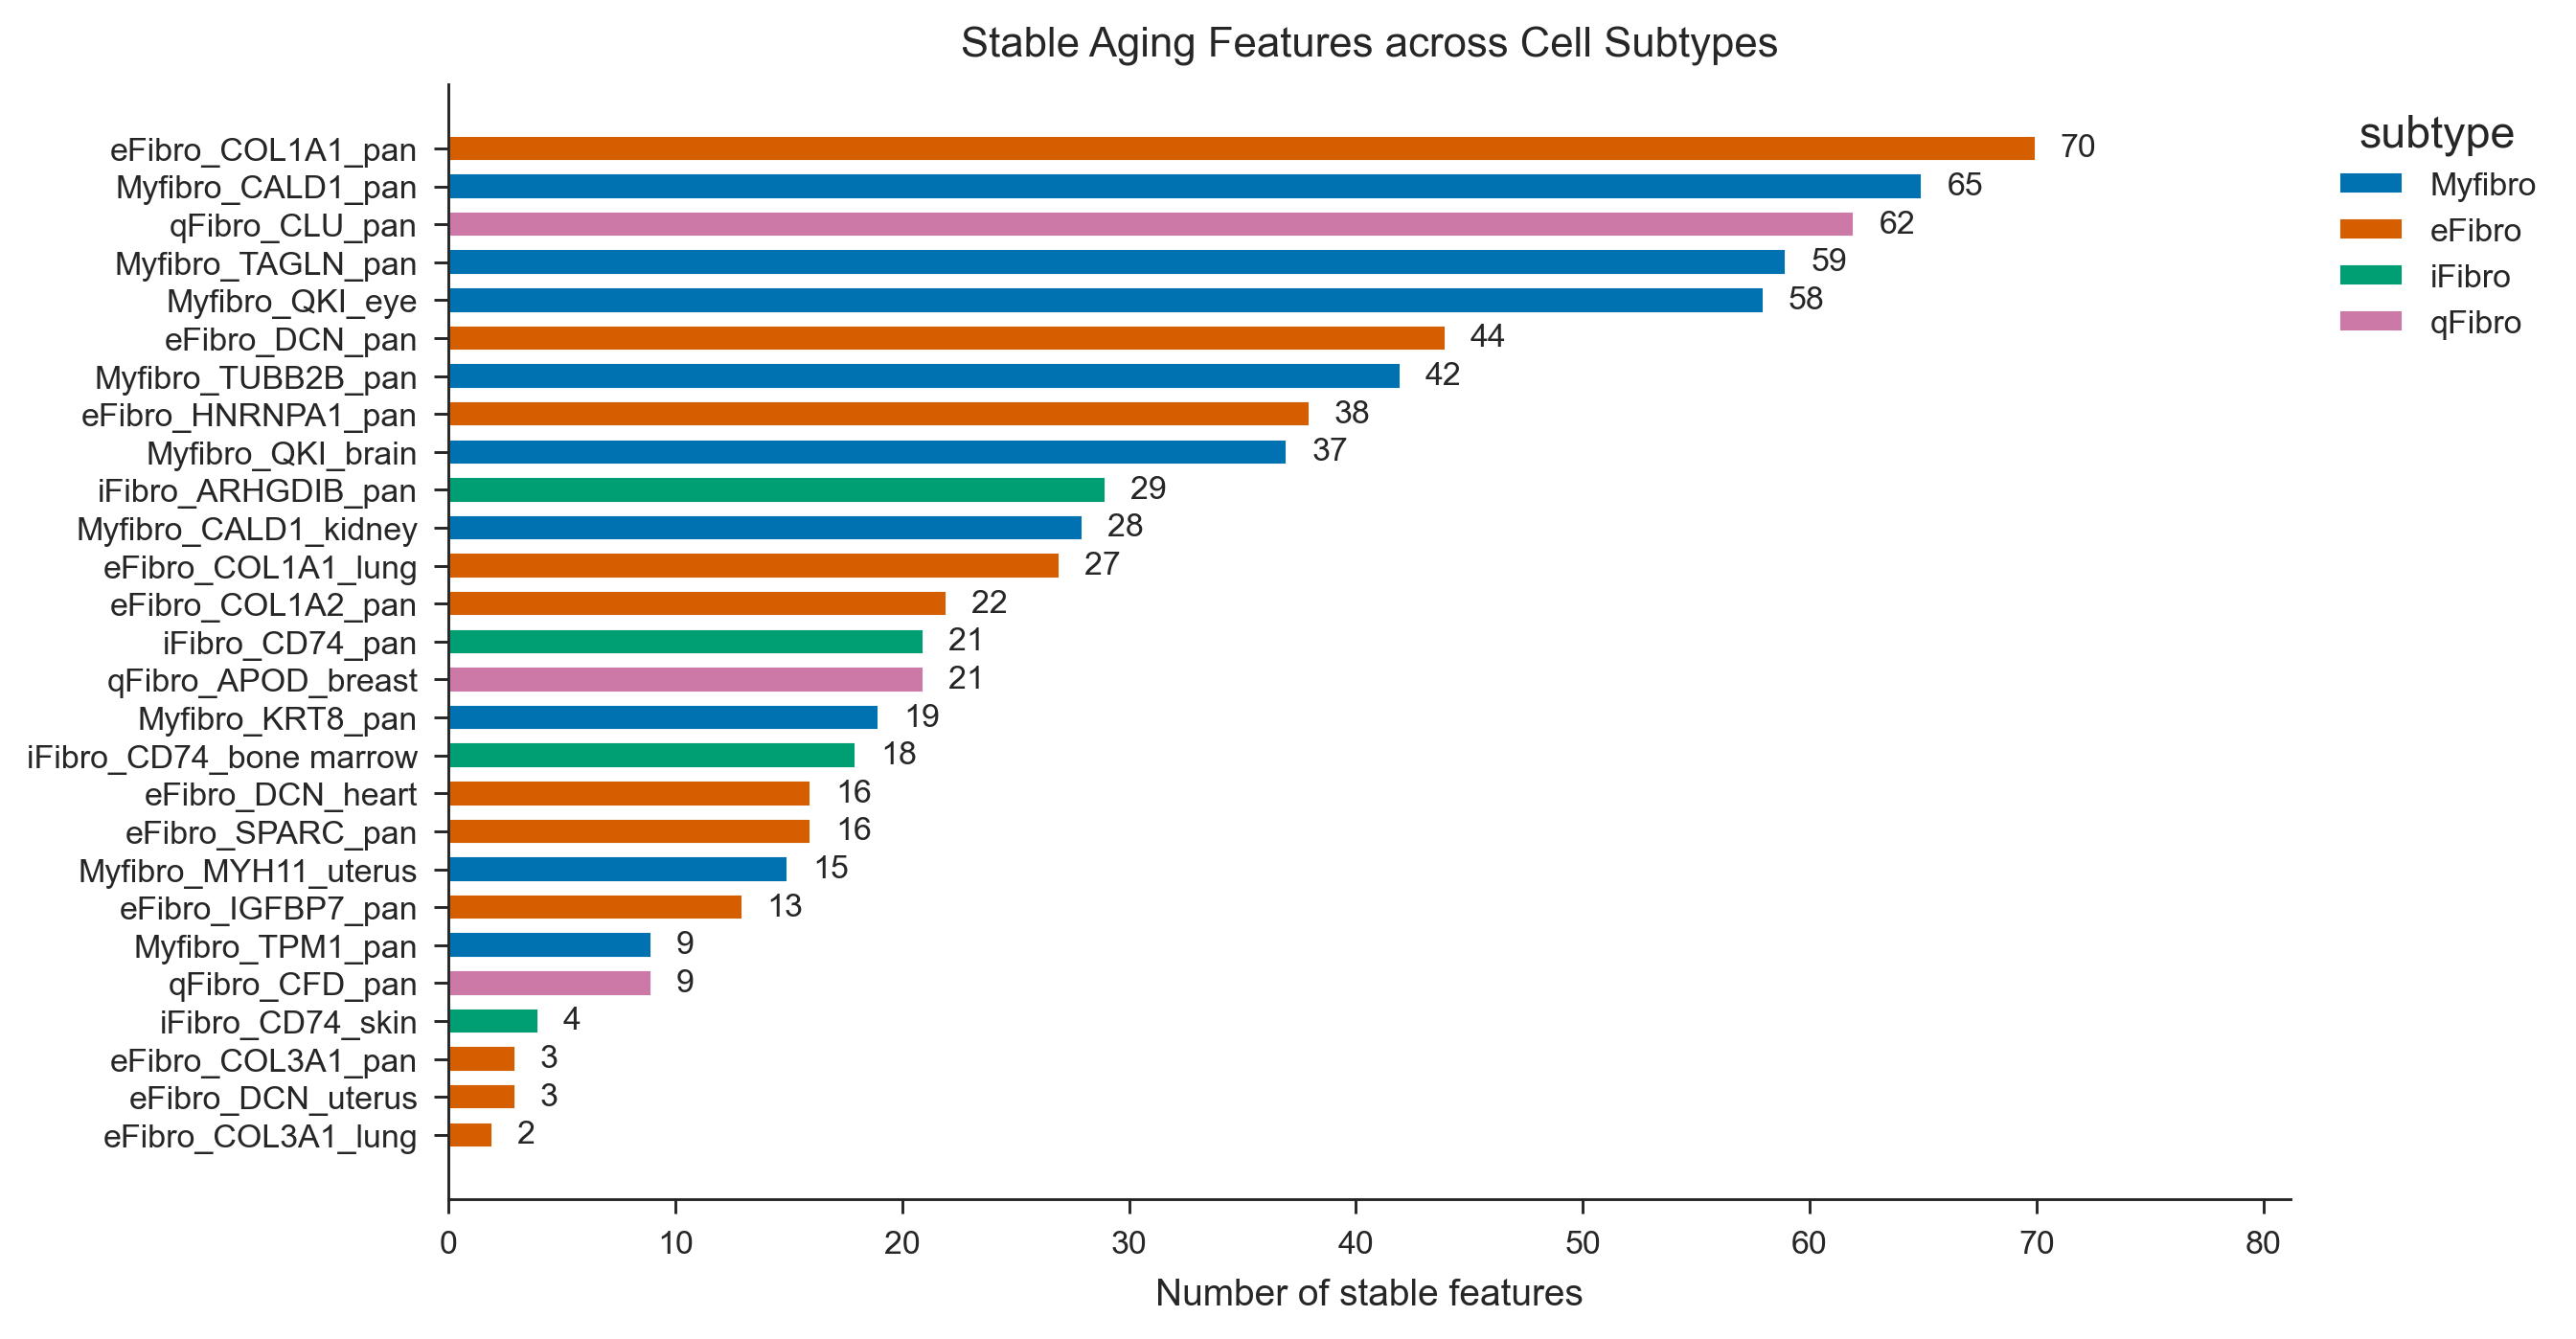 Stable Aging Features across Cell Subtypes
eFibro_COL1A1_pan 70
Myfibro_CALD1_pan 65
qFibro_CLU_pan 62
Myfibro_TAGLN_pan 59
Myfibro_QKI_eye 58
eFibro_DCN_pan 44
Myfibro_TUBB2B_pan 42
eFibro_HNRNPA1_pan 38
Myfibro_QKI_brain 37
iFibro_ARHGDIB_pan 29
Myfibro_CALD1_kidney 28
eFibro_COL1A1_lung 27
eFibro_COL1A2_pan 22
iFibro_CD74_pan 21
qFibro_APOD_breast 21
Myfibro_KRT8_pan 19
iFibro_CD74_bone marrow 18
eFibro_DCN_heart 16
eFibro_SPARC_pan 16
Myfibro_MYH11_uterus 15
eFibro_IGFBP7_pan 13
Myfibro_TPM1_pan 9
qFibro_CFD_pan 9
iFibro_CD74_skin 4
eFibro_COL3A1_pan 3
eFibro_DCN_uterus 3
eFibro_COL3A1_lung 2
0 10 20 30 40 50 60 70 80
Number of stable features
subtype
Myfibro
eFibro
iFibro
qFibro